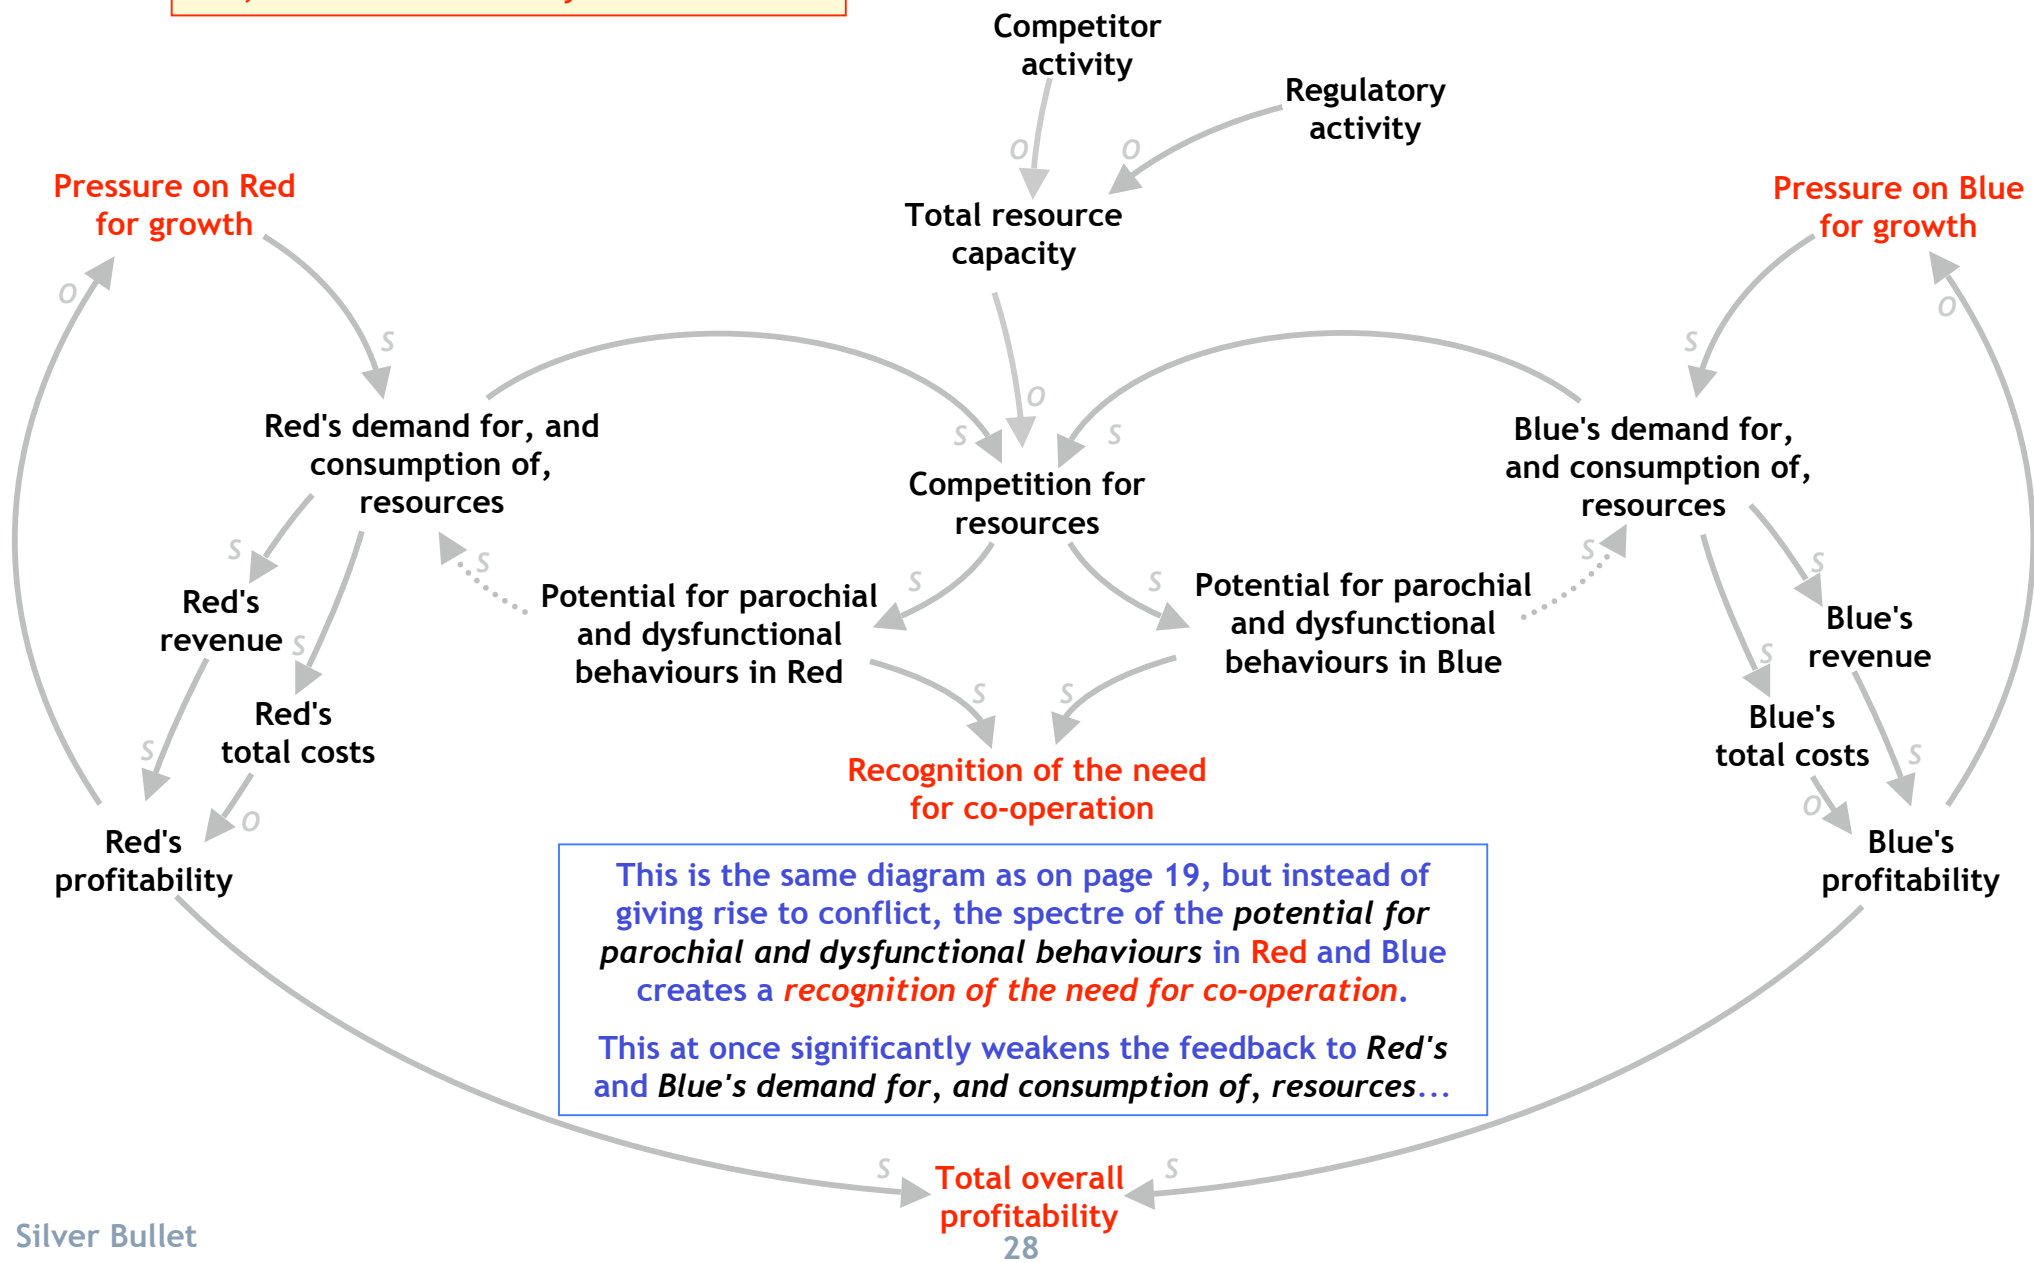 Competitor
activity
Regulatory
activity
O
O
Pressure on Red
for growth
Pressure on Blue
for growth
Total resource
capacity
O
O
S
S
O
S
S
Red's demand for, and
consumption of,
resources
Blue's demand for,
and consumption of,
resources
Competition for
resources
S
S
S
S
S
S
Potential for parochial
and dysfunctional
behaviours in Red
Potential for parochial
and dysfunctional
behaviours in Blue
Red's
revenue
S
Blue's
revenue
S
S
S
Red's
total costs
Blue's
total costs
S
S
Recognition of the need
for co-operation
O
O
Red's
profitability
Blue's
profitability
This is the same diagram as on page 19, but instead of
giving rise to conflict, the spectre of the potential for
parochial and dysfunctional behaviours in Red and Blue
creates a recognition of the need for co-operation.
This at once significantly weakens the feedback to Red's
and Blue's demand for, and consumption of, resources...
S
S
Total overall
profitability
Silver Bullet
28